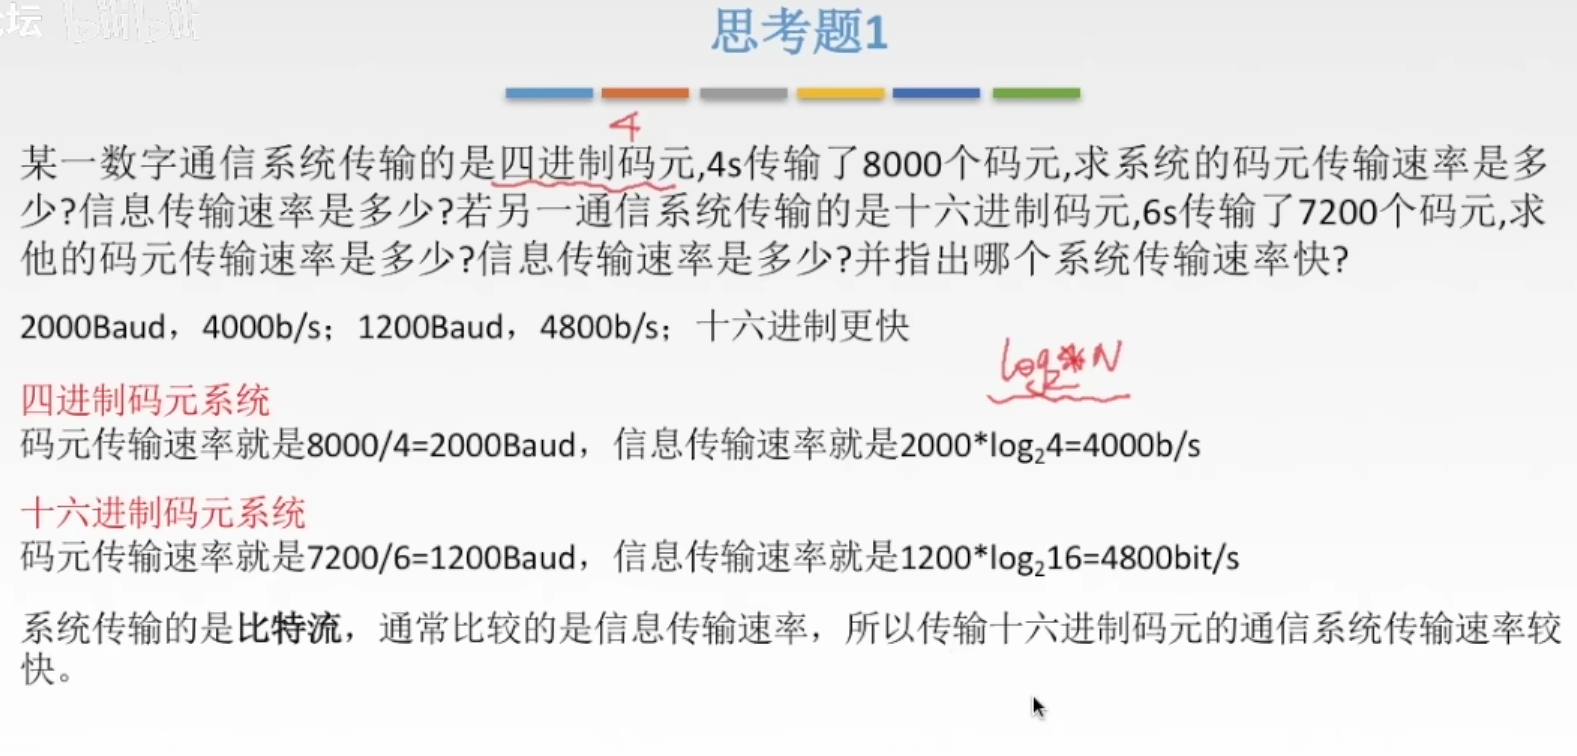 坛 bilibili
思考题1
4
某一数字通信系统传输的是四进制码元,4s传输了8000个码元,求系统的码元传输速率是多
少?信息传输速率是多少?若另一通信系统传输的是十六进制码元,6s传输了7200个码元,求
他的码元传输速率是多少?信息传输速率是多少?并指出哪个系统传输速率快?
2000Baud，4000b/s；1200Baud，4800b/s；十六进制更快
四进制码元系统
码元传输速率就是8000/4=2000Baud，信息传输速率就是2000*log₂4=4000b/s
十六进制码元系统
码元传输速率就是7200/6=1200Baud，信息传输速率就是1200*log₂16=4800bit/s
系统传输的是比特流，通常比较的是信息传输速率，所以传输十六进制码元的通信系统传输速率较
快。